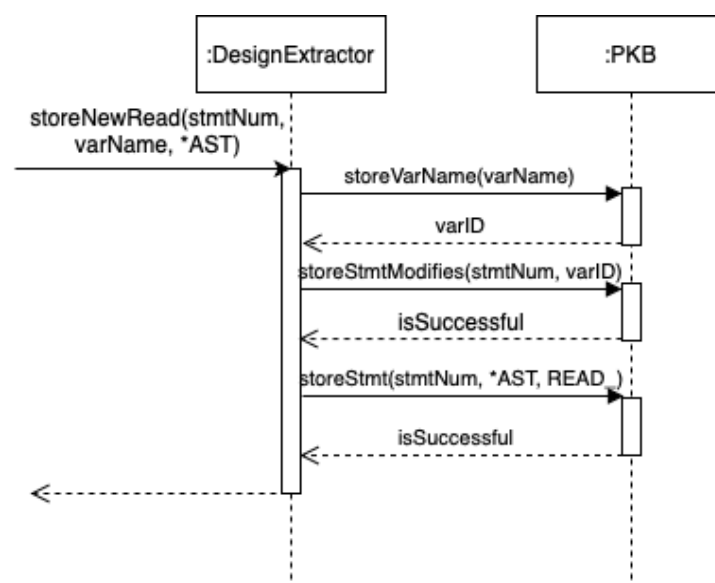 :DesignExtractor
:PKB
storeNewRead(stmtNum,
varName, *AST)
storeVarName(varName)
varID
storeStmtModifies(stmtNum, varID)
isSuccessful
storeStmt(stmtNum, *AST, READ_)
isSuccessful